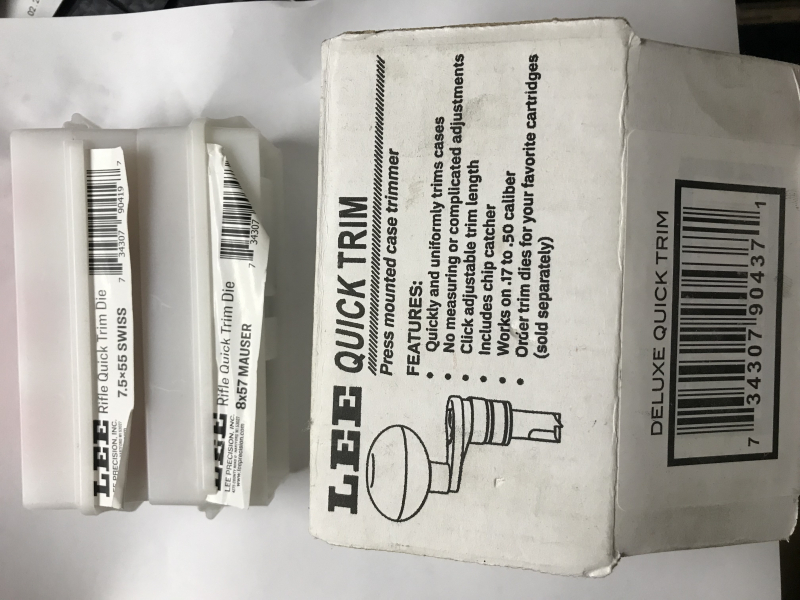 LEE Rifle Quick Trim Die
LEE PRECISION, INC.
7.5×55 SWISS
7 34307 90419 7
LEE Rifle Quick Trim Die
LEE PRECISION, INC.
www.leeprecision.com
8x57 MAUSER
7 34307
LEE QUICK TRIM
Press mounted case trimmer
FEATURES:
• Quickly and uniformly trims cases
• No measuring or complicated adjustments
• Click adjustable trim length
• Includes chip catcher
• Works on .17 to .50 caliber
• Order trim dies for your favorite cartridges
(sold separately)
DELUXE QUICK TRIM
7 34307 90437 1